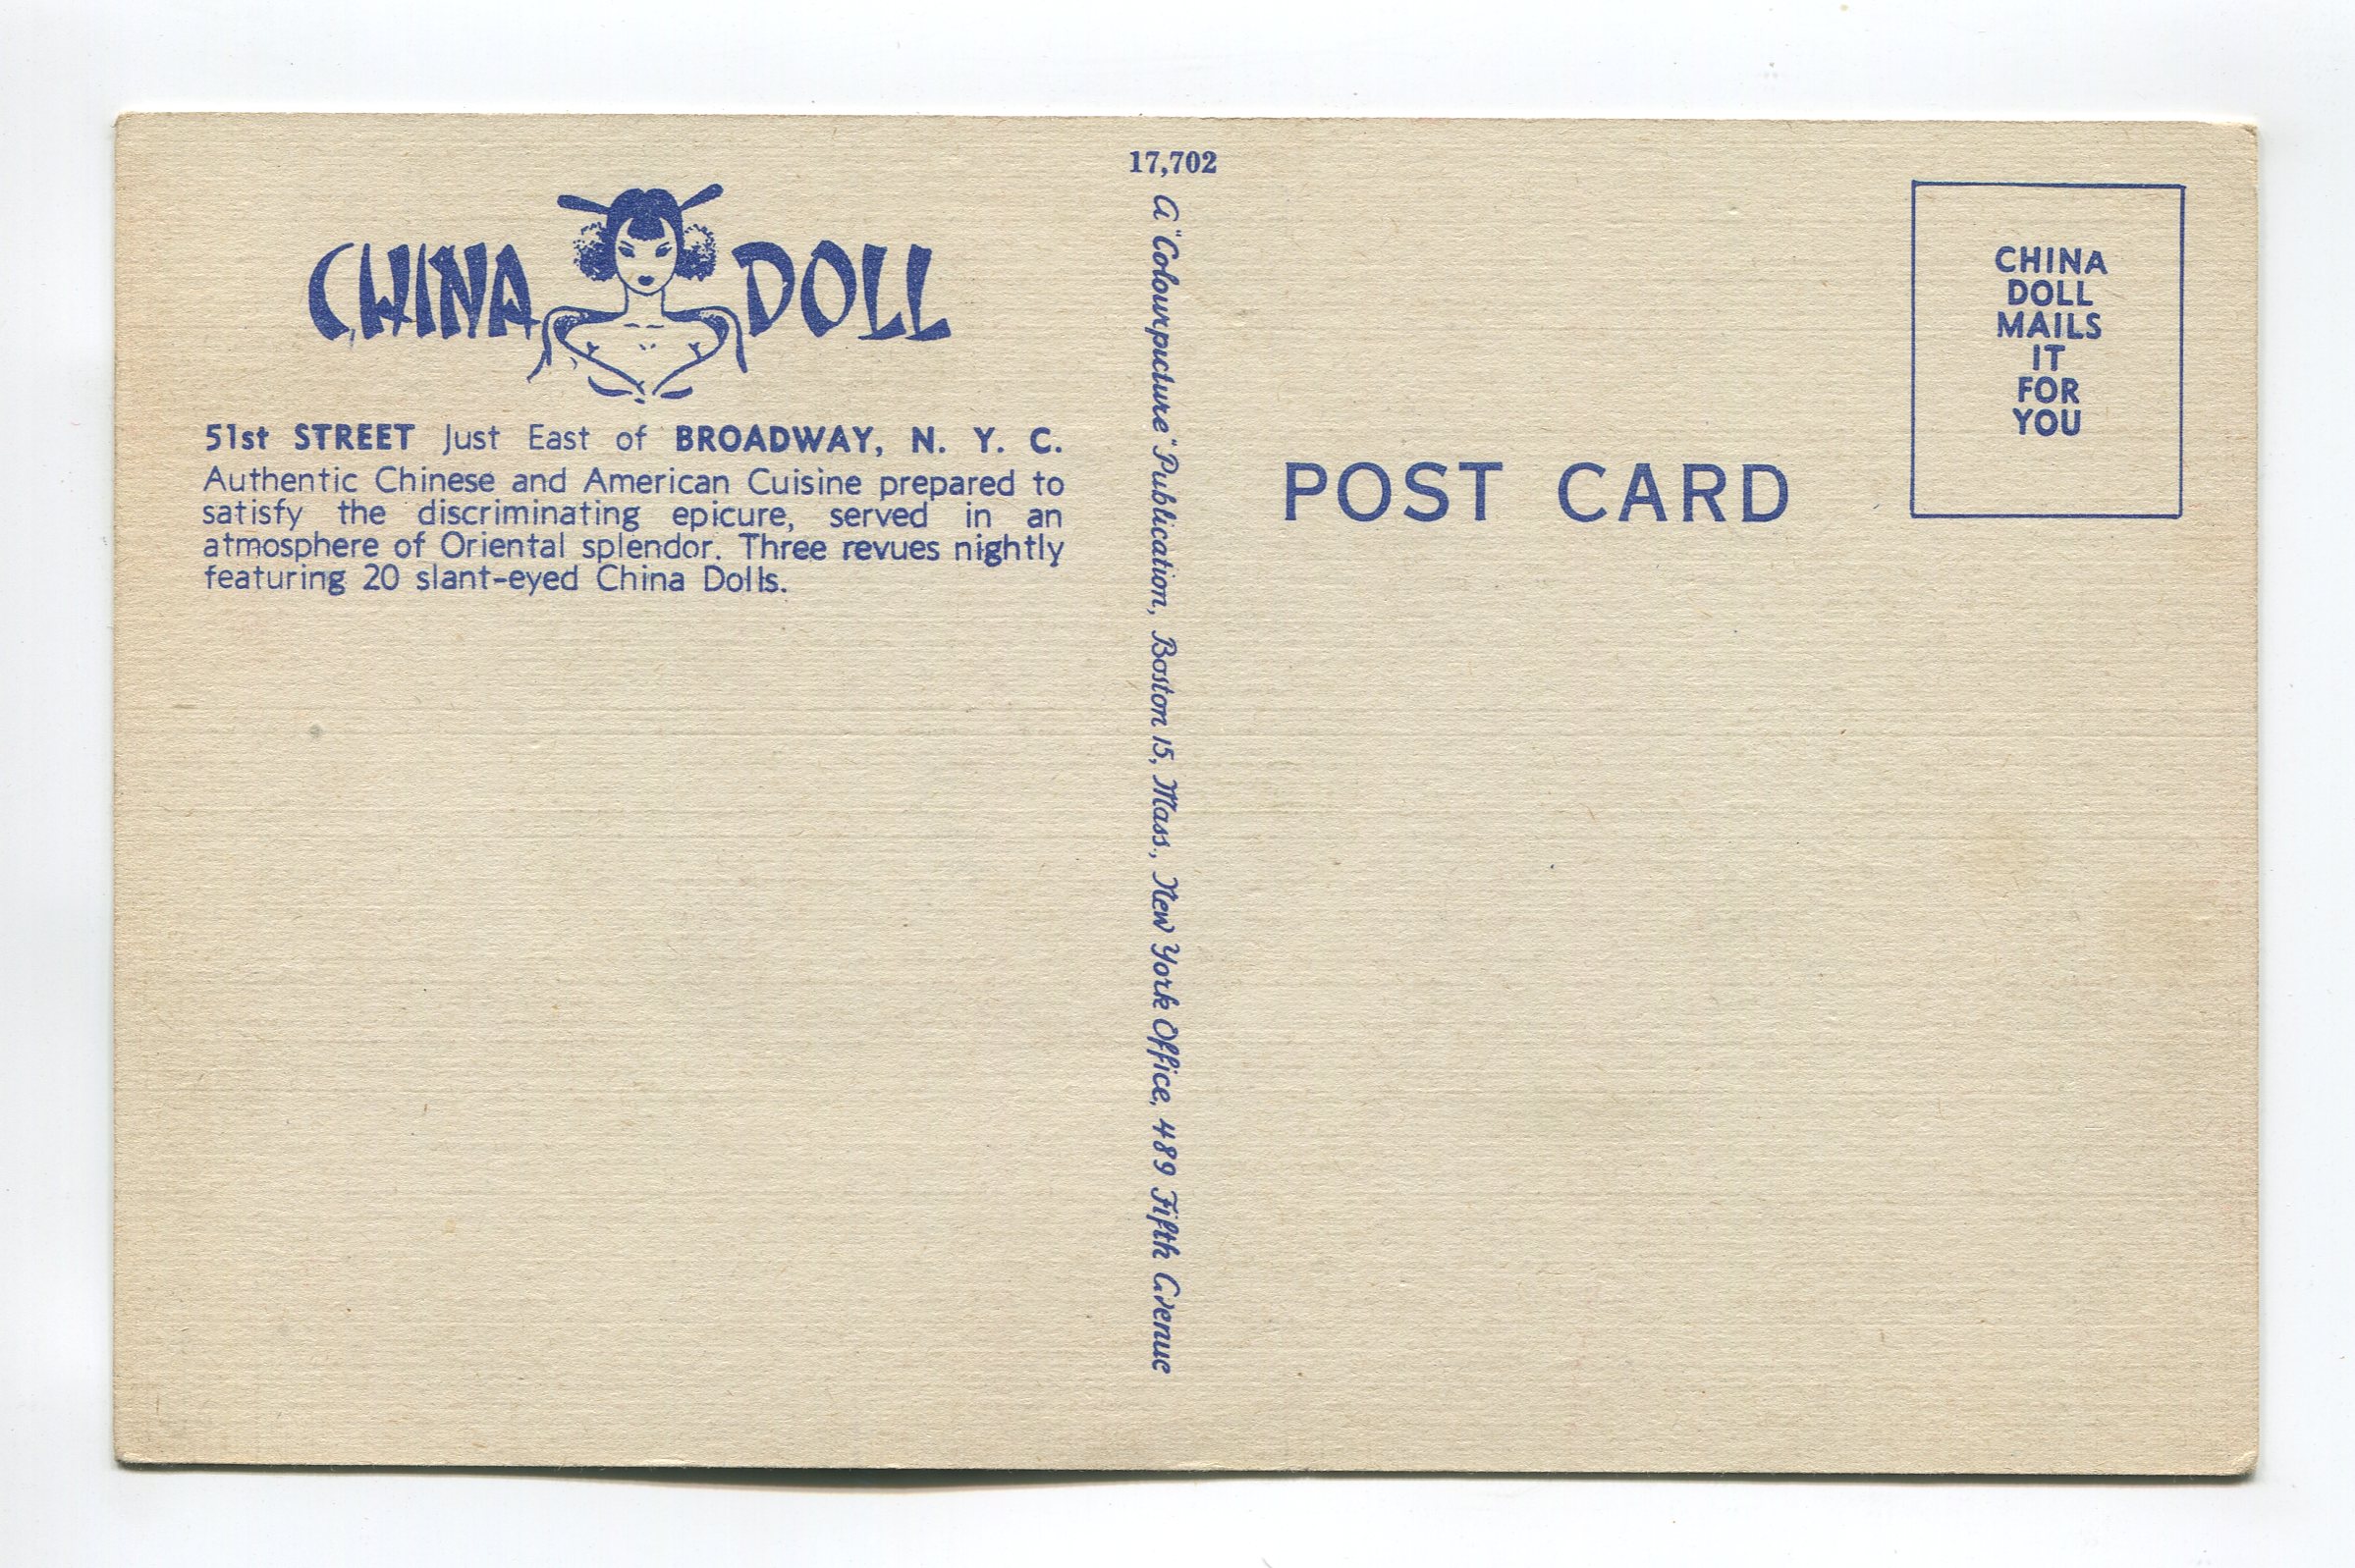 CHINA DOLL
51st STREET Just East of BROADWAY, N. Y. C.
Authentic Chinese and American Cuisine prepared to
satisfy the discriminating epicure, served in an
atmosphere of Oriental splendor. Three revues nightly
featuring 20 slant-eyed China Dolls.
17,702
A "Colourpicture" Publication, Boston 15, Mass., New York Office, 489 Fifth Avenue
POST CARD
CHINA
DOLL
MAILS
IT
FOR
YOU